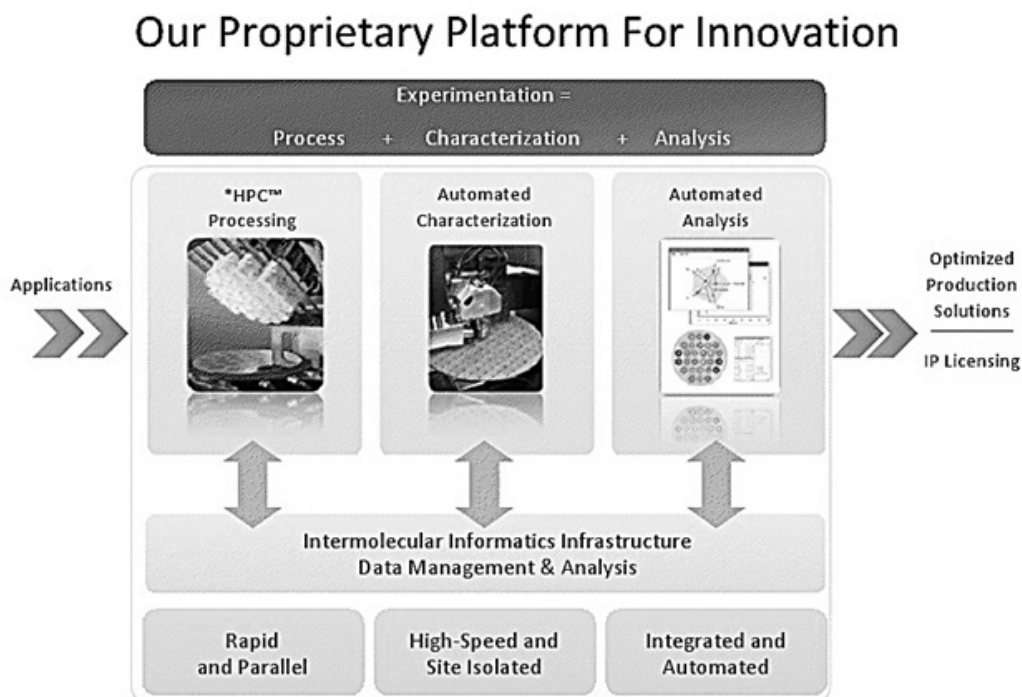 Our Proprietary Platform For Innovation
Experimentation =
Process + Characterization + Analysis
*HPC™
Processing
Automated
Characterization
Automated
Analysis
Applications
Optimized
Production
Solutions
IP Licensing
Intermolecular Informatics Infrastructure
Data Management & Analysis
Rapid
and Parallel
High-Speed and
Site Isolated
Integrated and
Automated